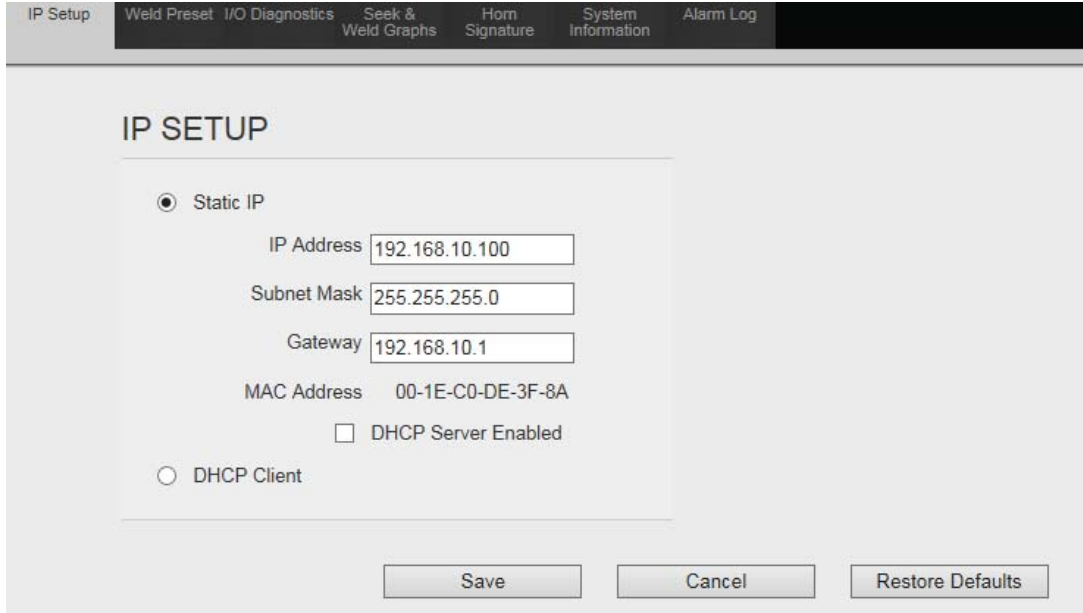 IP Setup Weld Preset I/O Diagnostics Seek & Horn System Alarm Log
Weld Graphs Signature Information
IP SETUP
Static IP
IP Address 192.168.10.100
Subnet Mask 255.255.255.0
Gateway 192.168.10.1
MAC Address 00-1E-C0-DE-3F-8A
DHCP Server Enabled
DHCP Client
Save Cancel Restore Defaults